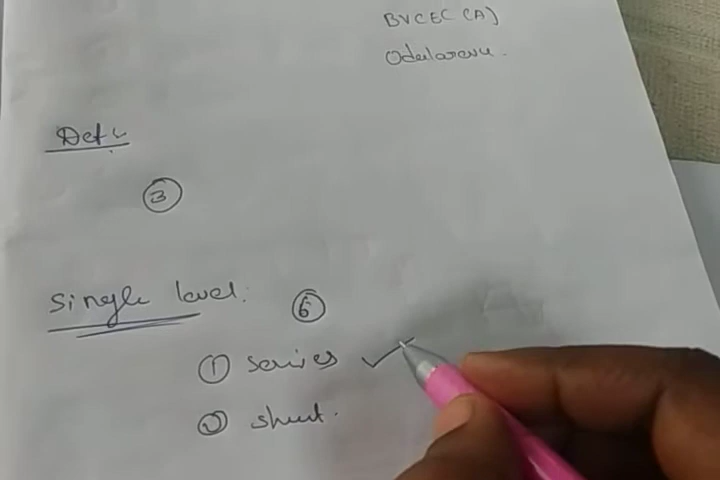 BVCEC (A)
Odalarevu.
Def:
③
Single level: ⑥
① series ✓
② shunt.